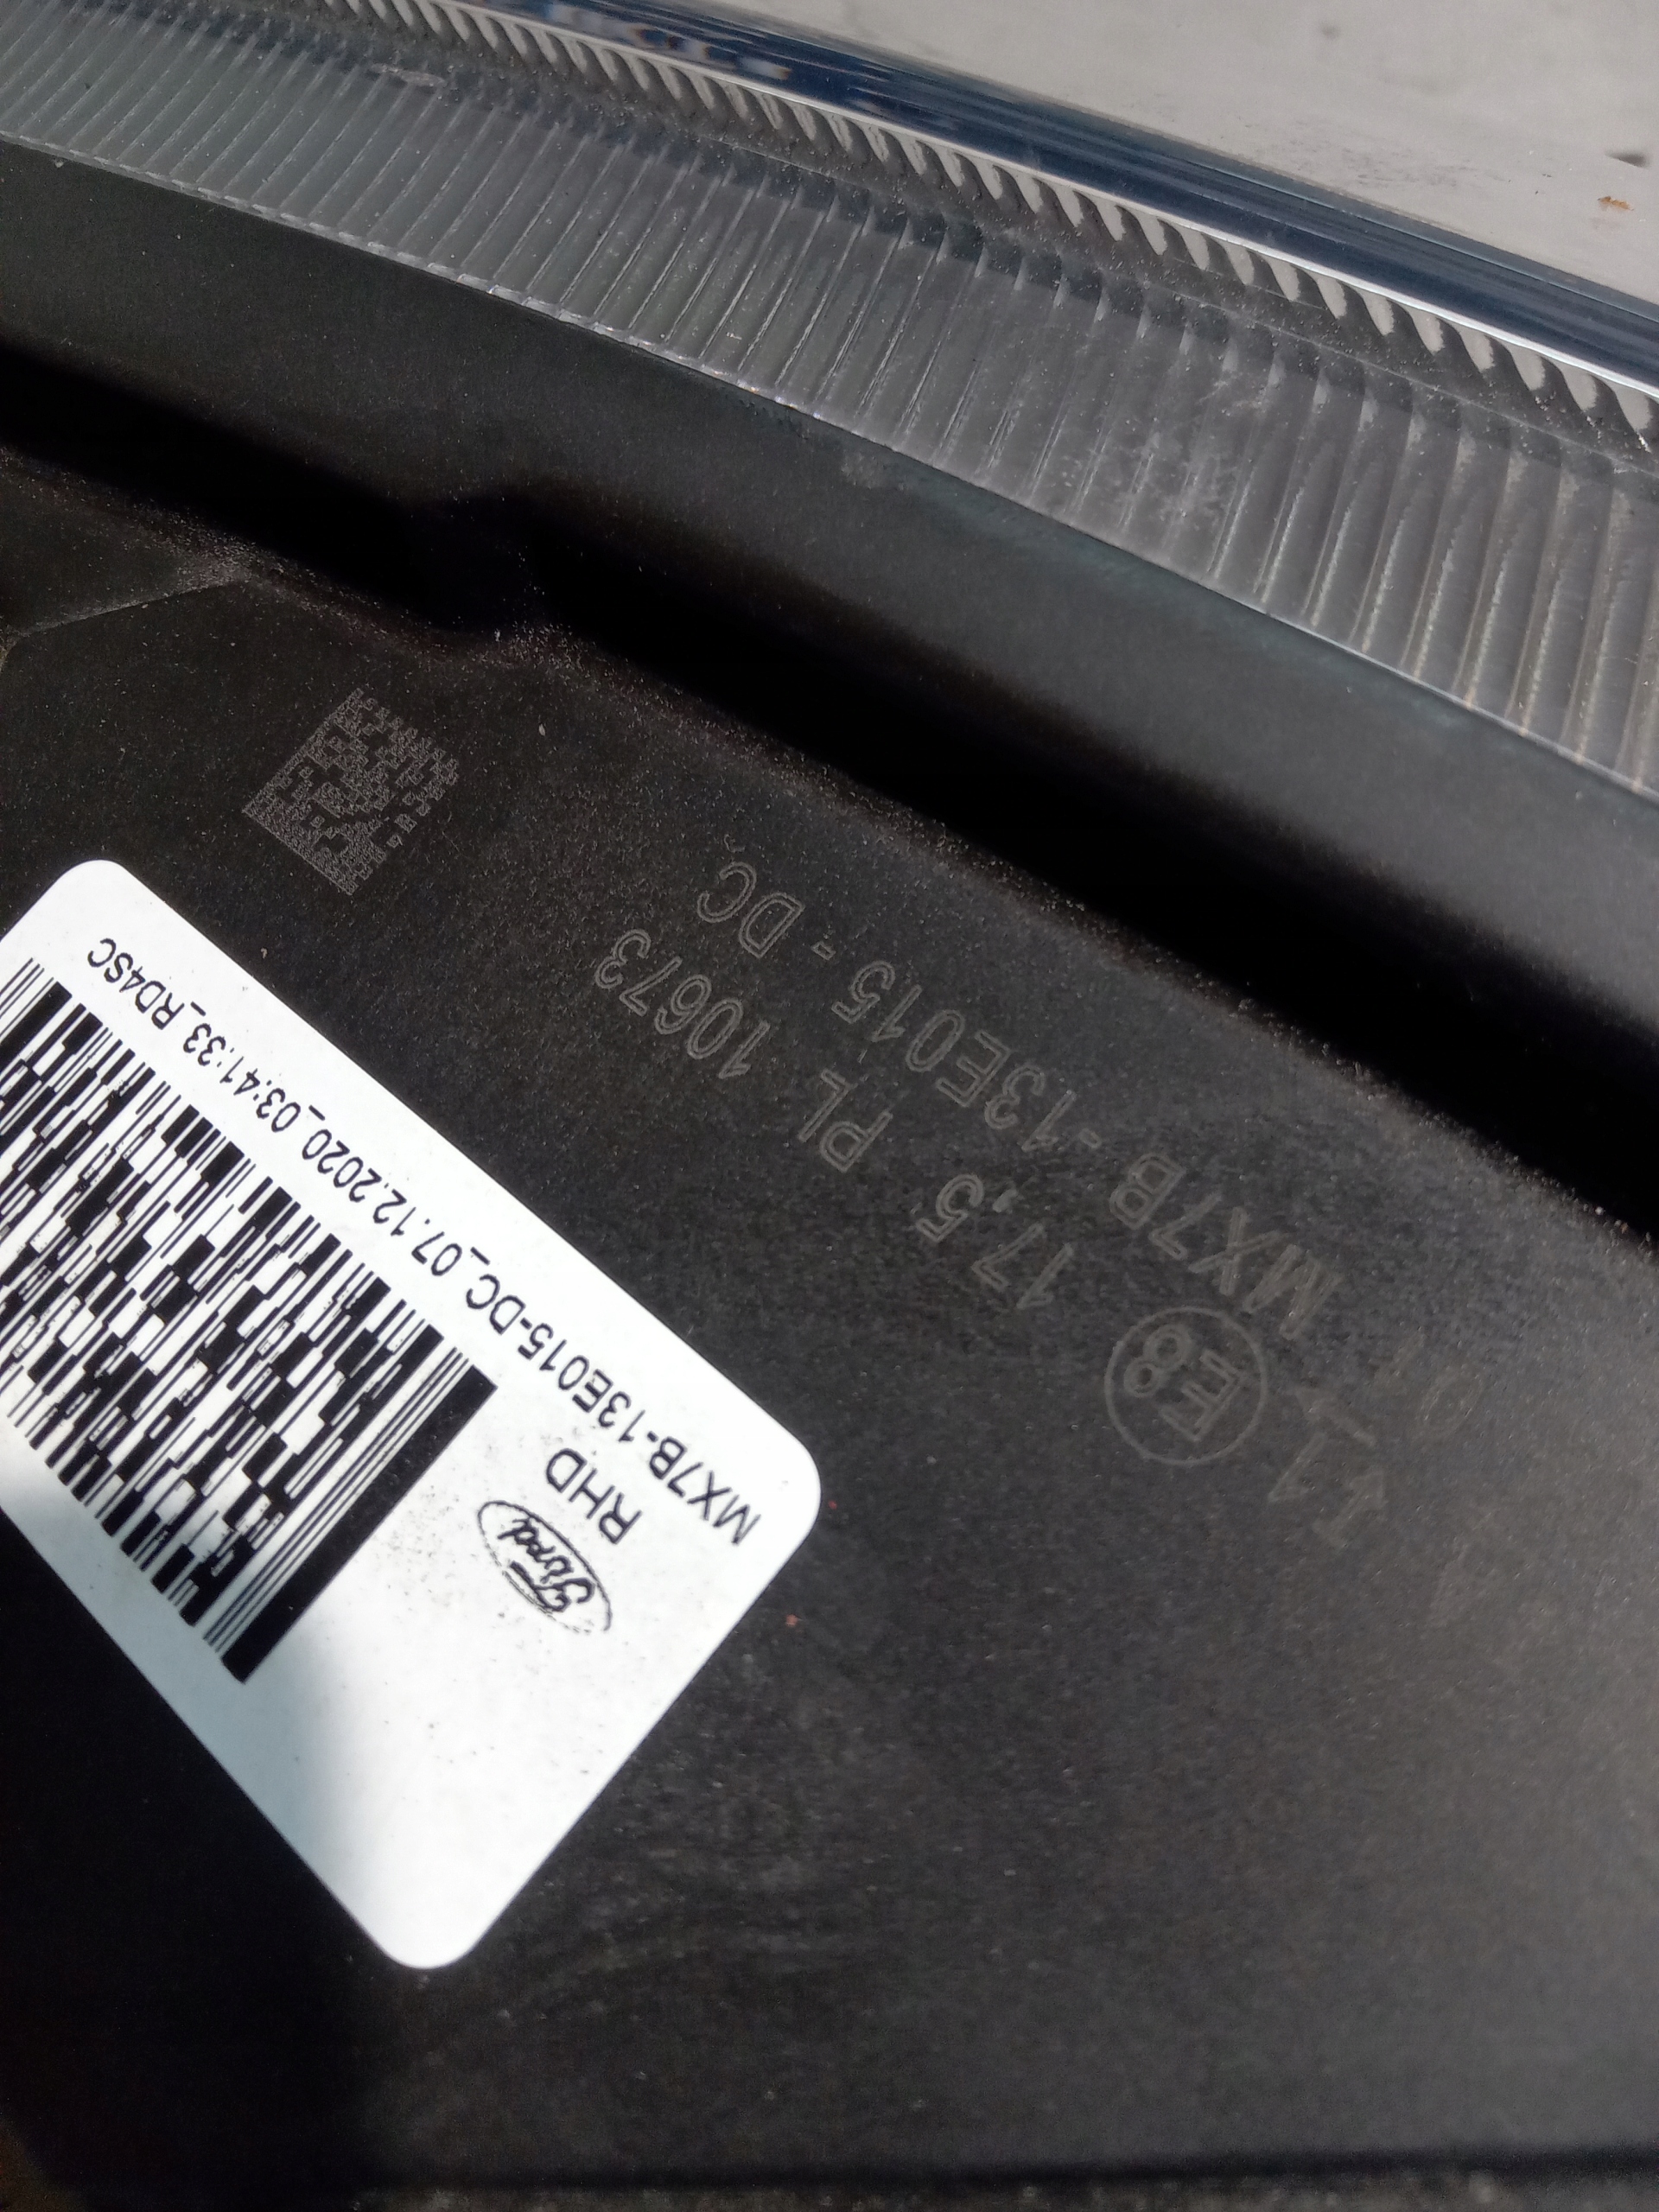 MX7B-13E015-DC_07.12.2020_03:41:33_RD4SC
RHD
Ford
E8
MX7B-13E015-DC
17,5 PL 10673